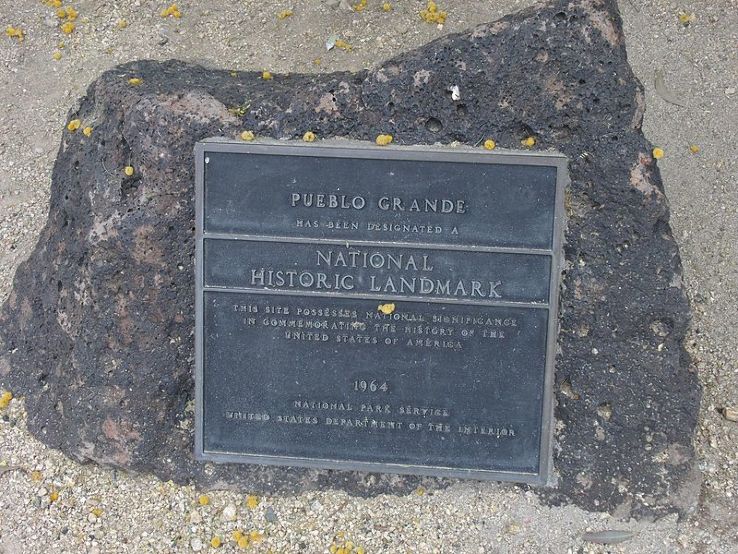 PUEBLO GRANDE
HAS BEEN DESIGNATED A
NATIONAL
HISTORIC LANDMARK
THIS SITE POSSESSES NATIONAL SIGNIFICANCE
IN COMMEMORATING THE HISTORY OF THE
UNITED STATES OF AMERICA
1964
NATIONAL PARK SERVICE
UNITED STATES DEPARTMENT OF THE INTERIOR